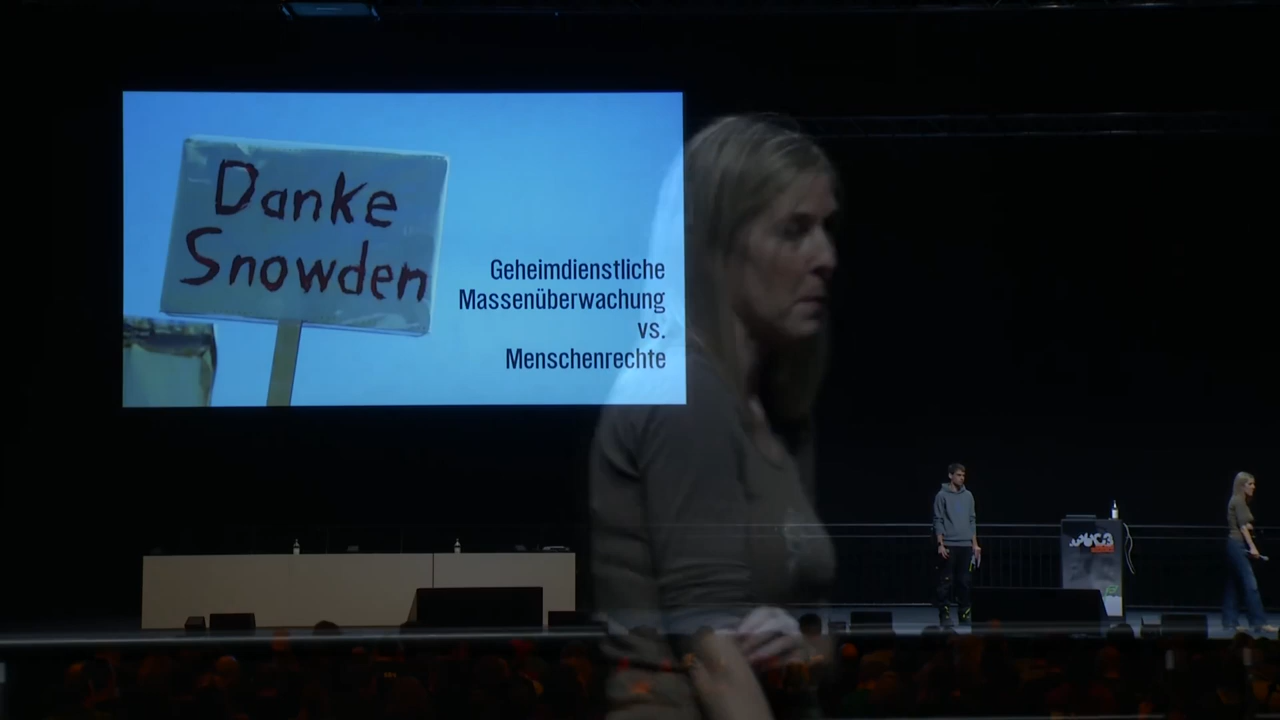 Danke
Snowden
Geheimdienstliche
Massenüberwachung
vs.
Menschenrechte